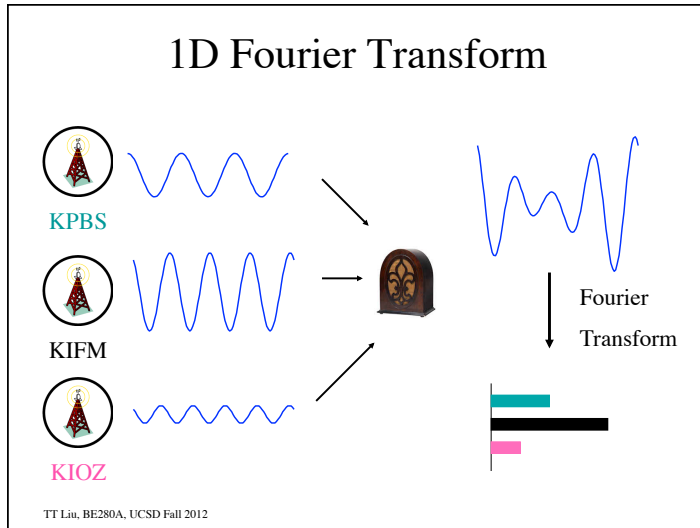 1D Fourier Transform
KPBS
KIFM
KIOZ
Fourier
Transform
TT Liu, BE280A, UCSD Fall 2012